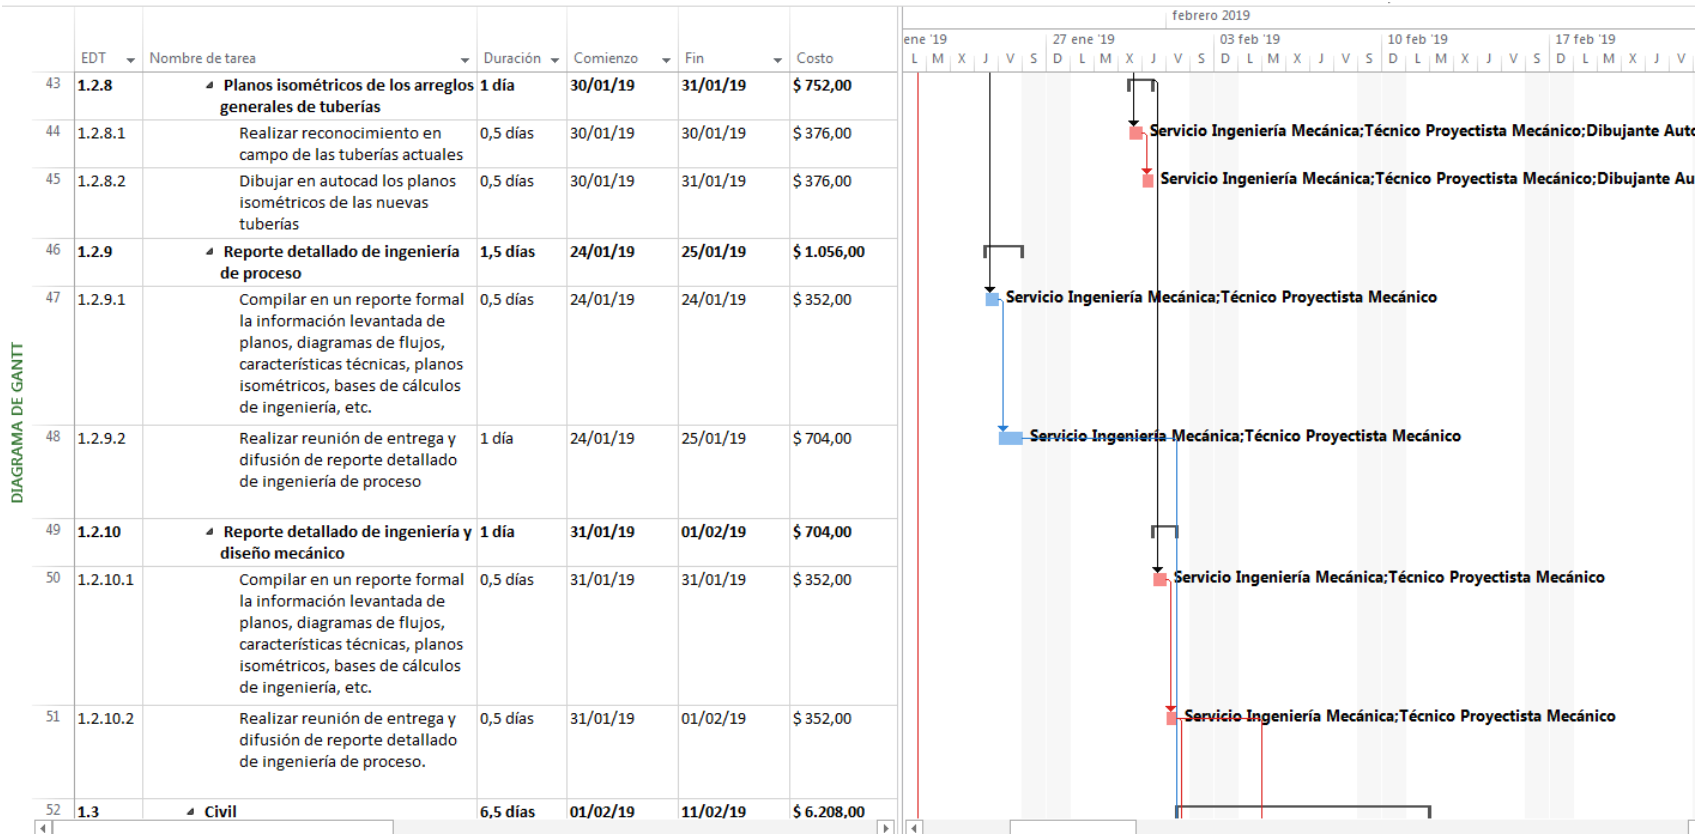 febrero 2019
ene '19 27 ene '19 03 feb '19 10 feb '19 17 feb '19
EDT Nombre de tarea Duración Comienzo Fin Costo
L M X J V S D L M X J V S D L M X J V S D L M X J V S D L M X J V
43 1.2.8 Planos isométricos de los arreglos 1 día 30/01/19 31/01/19 $ 752,00
generales de tuberías
44 1.2.8.1 Realizar reconocimiento en 0,5 días 30/01/19 30/01/19 $ 376,00 Servicio Ingeniería Mecánica;Técnico Proyectista Mecánico;Dibujante Auto
campo de las tuberías actuales
45 1.2.8.2 Dibujar en autocad los planos 0,5 días 30/01/19 31/01/19 $ 376,00 Servicio Ingeniería Mecánica;Técnico Proyectista Mecánico;Dibujante Au
isométricos de las nuevas
tuberías
46 1.2.9 Reporte detallado de ingeniería 1,5 días 24/01/19 25/01/19 $ 1.056,00
de proceso
47 1.2.9.1 Compilar en un reporte formal 0,5 días 24/01/19 24/01/19 $ 352,00 Servicio Ingeniería Mecánica;Técnico Proyectista Mecánico
la información levantada de
planos, diagramas de flujos,
características técnicas, planos
isométricos, bases de cálculos
de ingeniería, etc.
DIAGRAMA DE GANTT
48 1.2.9.2 Realizar reunión de entrega y 1 día 24/01/19 25/01/19 $ 704,00 Servicio Ingeniería Mecánica;Técnico Proyectista Mecánico
difusión de reporte detallado
de ingeniería de proceso
49 1.2.10 Reporte detallado de ingeniería y 1 día 31/01/19 01/02/19 $ 704,00
diseño mecánico
50 1.2.10.1 Compilar en un reporte formal 0,5 días 31/01/19 31/01/19 $ 352,00 Servicio Ingeniería Mecánica;Técnico Proyectista Mecánico
la información levantada de
planos, diagramas de flujos,
características técnicas, planos
isométricos, bases de cálculos
de ingeniería, etc.
51 1.2.10.2 Realizar reunión de entrega y 0,5 días 31/01/19 01/02/19 $ 352,00 Servicio Ingeniería Mecánica;Técnico Proyectista Mecánico
difusión de reporte detallado
de ingeniería de proceso.
52 1.3 Civil 6,5 días 01/02/19 11/02/19 $ 6.208,00